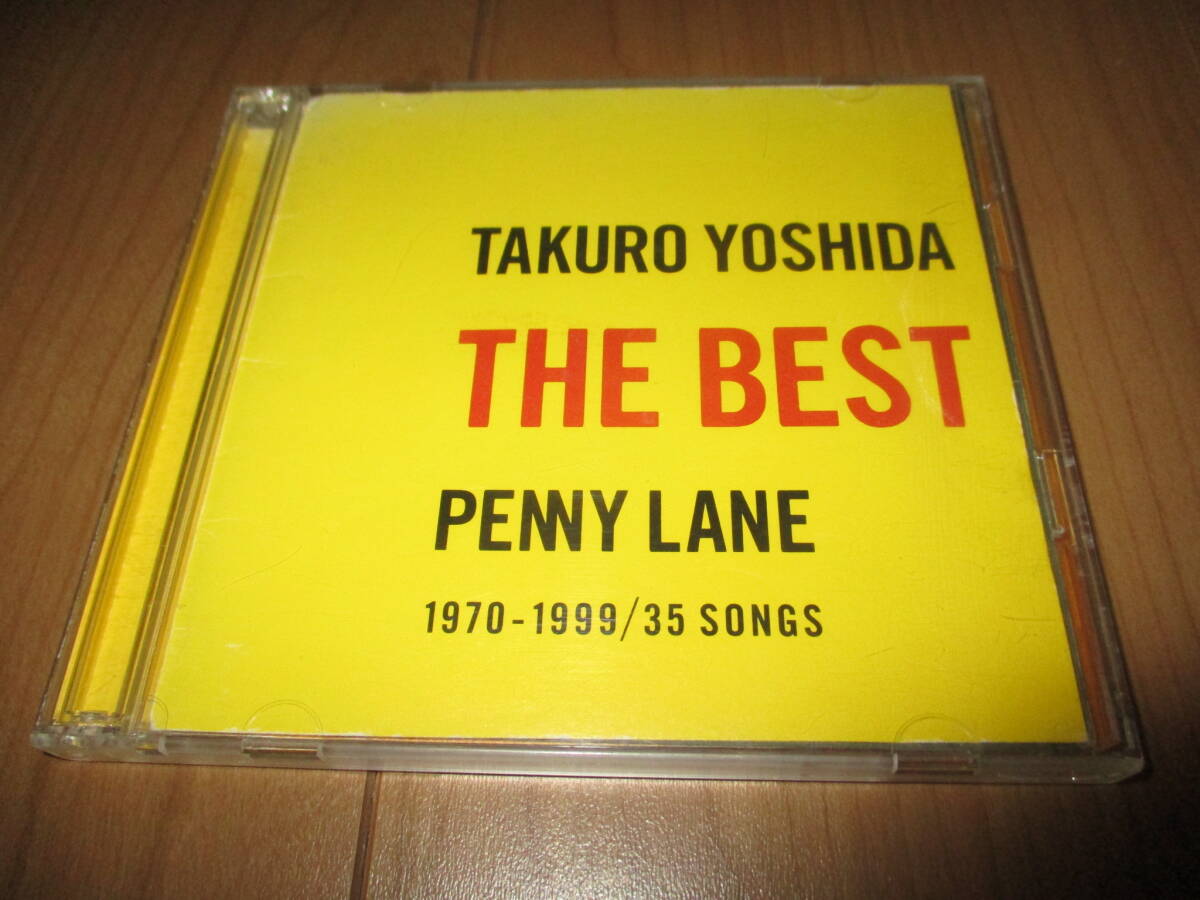 TAKURO YOSHIDA
THE BEST
PENNY LANE
1970-1999/35 SONGS